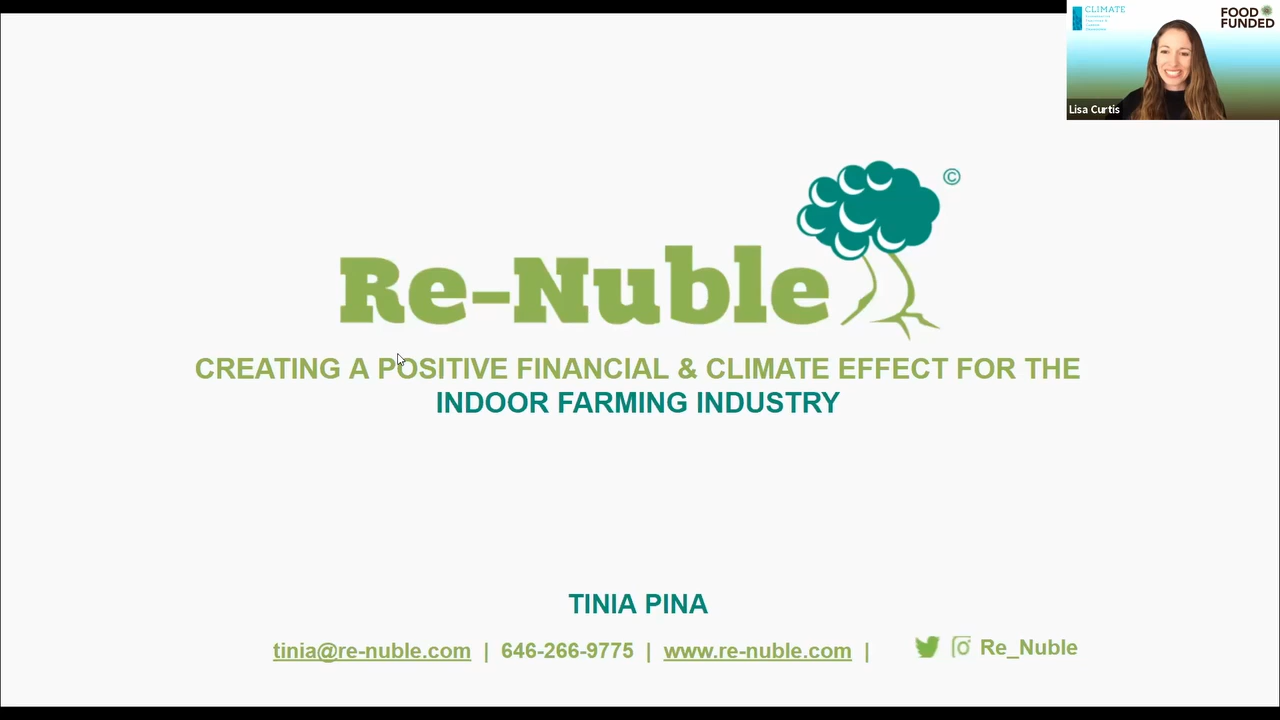 CLIMATE
FOOD
FUNDED
Lisa Curtis
©
Re-Nuble
CREATING A POSITIVE FINANCIAL & CLIMATE EFFECT FOR THE
INDOOR FARMING INDUSTRY
TINIA PINA
tinia@re-nuble.com | 646-266-9775 | www.re-nuble.com | Re_Nuble